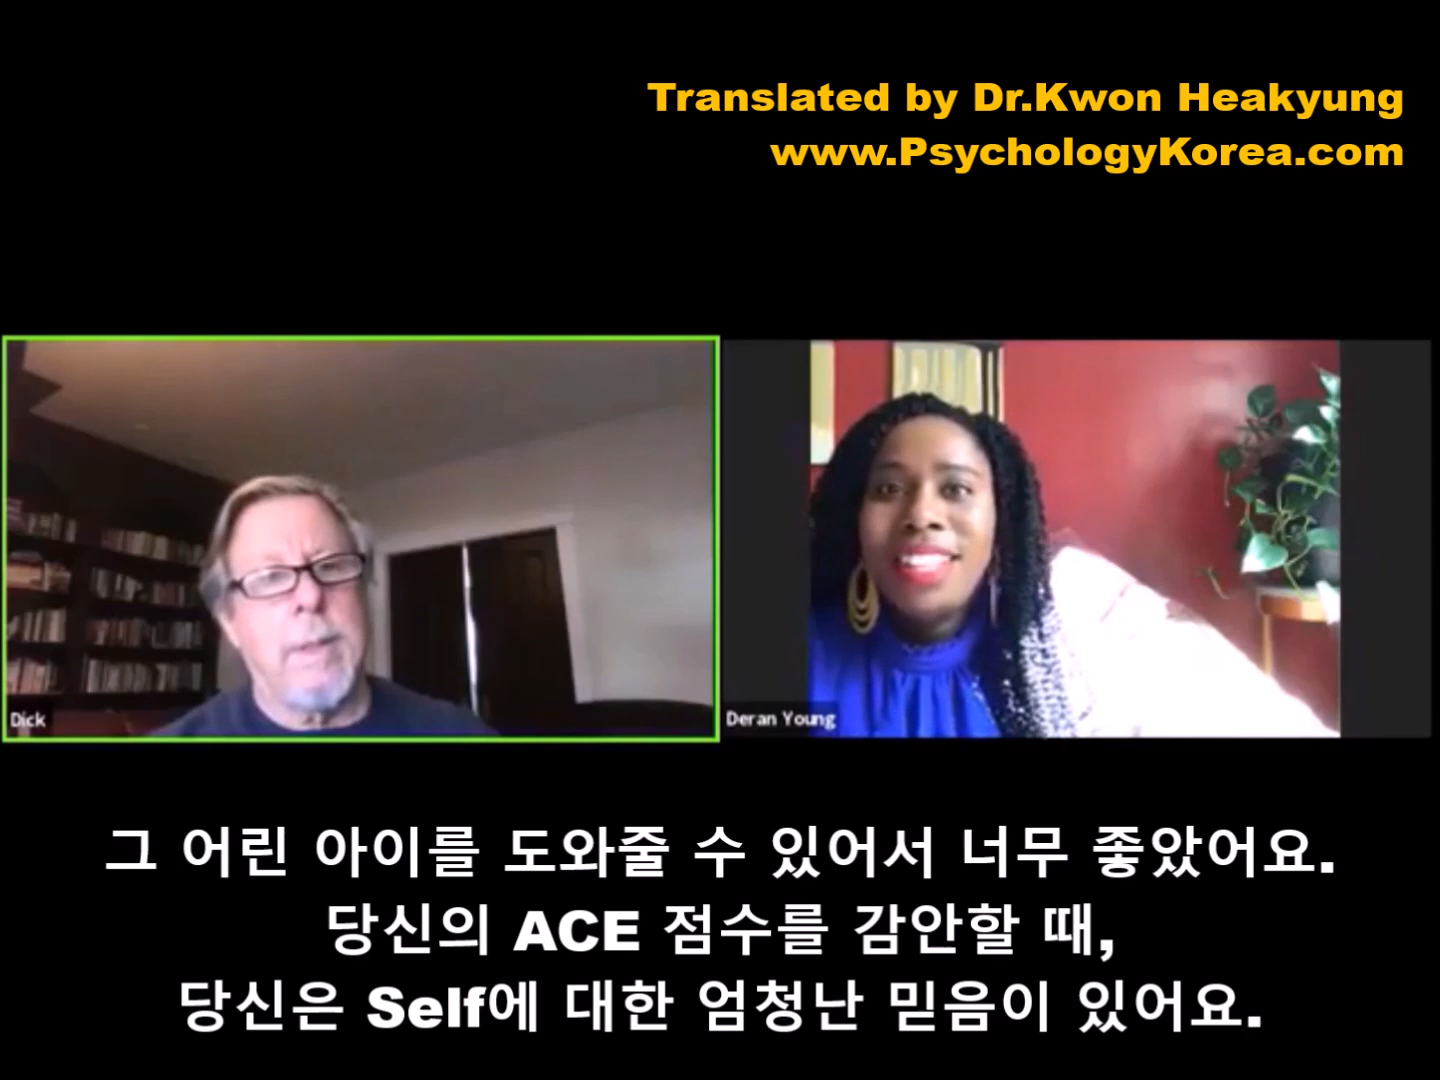 Translated by Dr.Kwon Heakyung
www.PsychologyKorea.com
Dick
Deran Young
그 어린 아이를 도와줄 수 있어서 너무 좋았어요.
당신의 ACE 점수를 감안할 때,
당신은 Self에 대한 엄청난 믿음이 있어요.